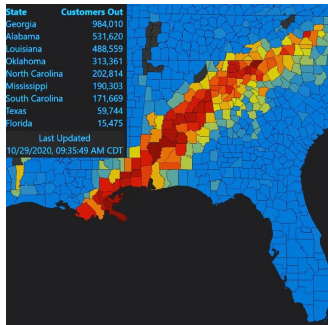 State Customers Out
Georgia 984,010
Alabama 531,620
Louisiana 488,559
Oklahoma 313,361
North Carolina 202,814
Mississippi 190,303
South Carolina 171,669
Texas 59,744
Florida 15,475
Last Updated
10/29/2020, 09:35:49 AM CDT